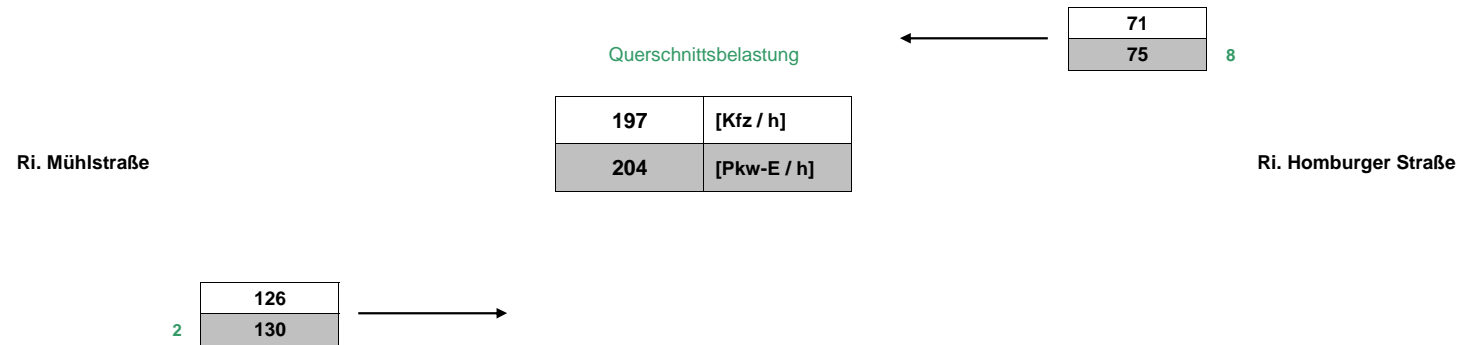 71
Querschnittsbelastung
75 8
197 [Kfz / h]
Ri. Mühlstraße
204 [Pkw-E / h]
Ri. Homburger Straße
126
2 130